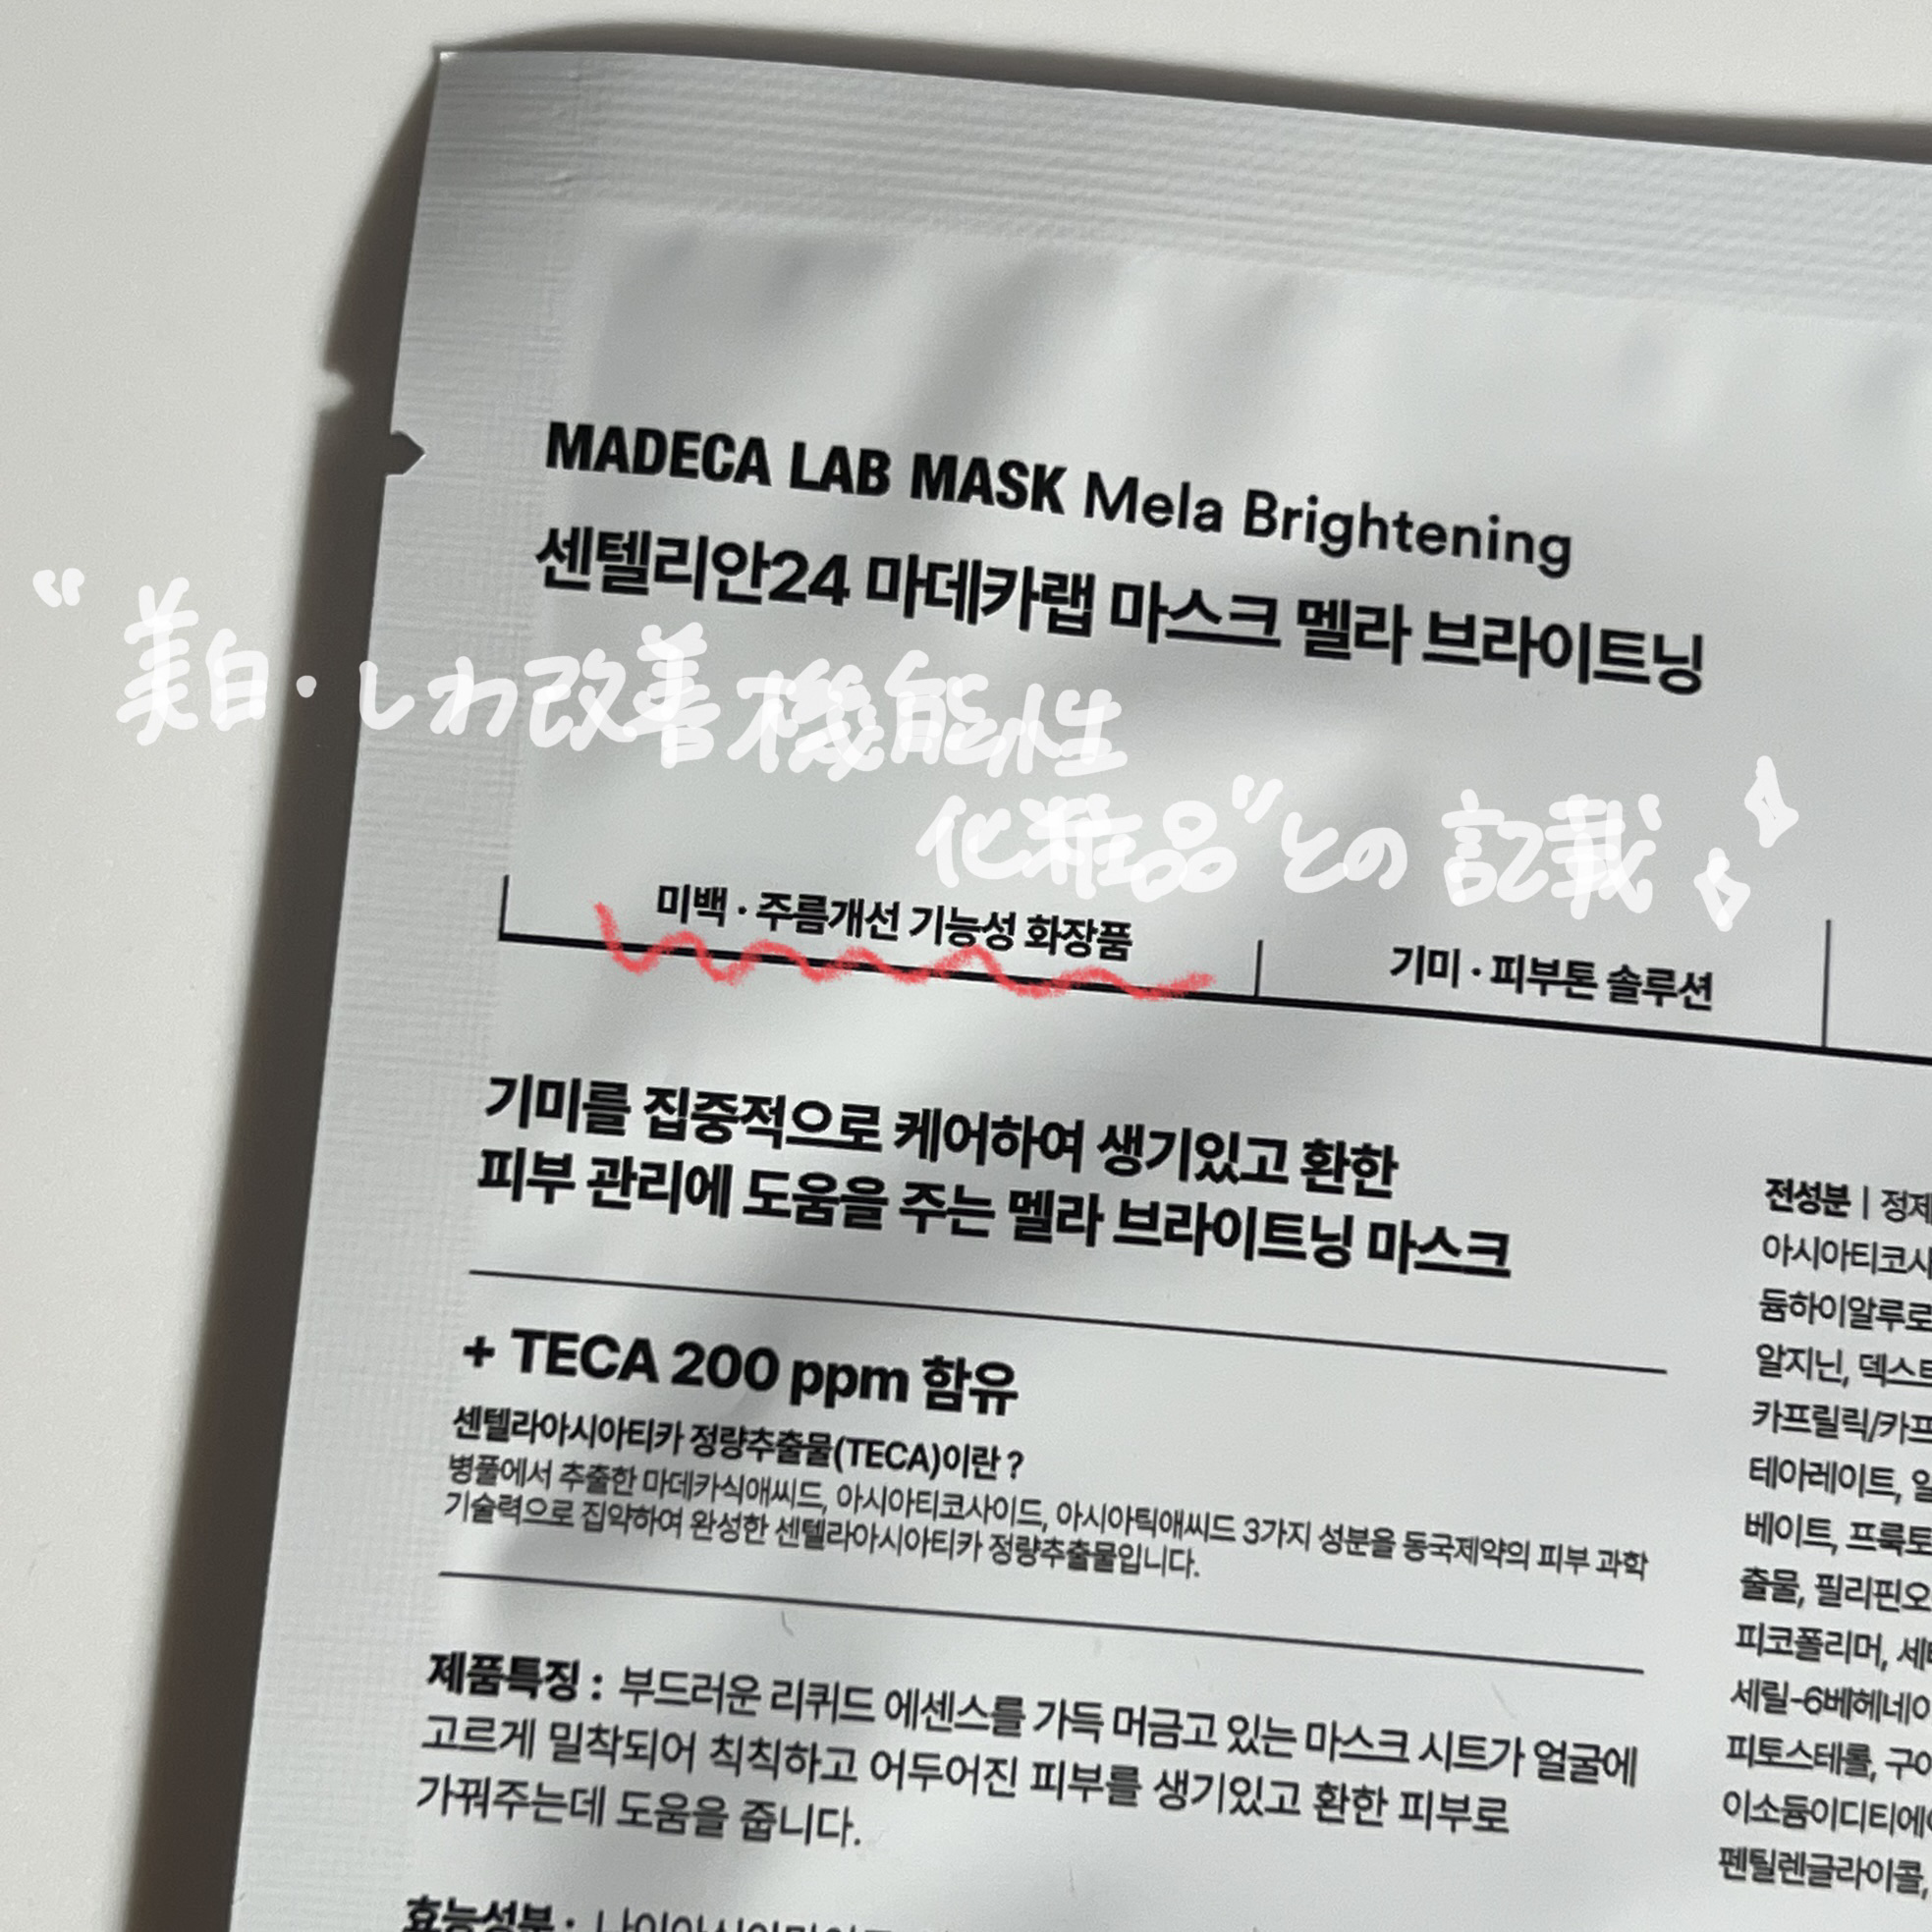 MADECA LAB MASK Mela Brightening
센텔리안24 마데카랩 마스크 멜라 브라이트닝
“美白・しわ改善機能性
化粧品”との記載
미백 · 주름개선 기능성 화장품
기미 · 피부톤 솔루션
기미를 집중적으로 케어하여 생기있고 환한
피부 관리에 도움을 주는 멜라 브라이트닝 마스크
+ TECA 200 ppm 함유
센텔라아시아티카 정량추출물(TECA)이란 ?
병풀에서 추출한 마데카식애씨드, 아시아티코사이드, 아시아틱애씨드 3가지 성분을 동국제약의 피부 과학
기술력으로 집약하여 완성한 센텔라아시아티카 정량추출물입니다.
제품특징 : 부드러운 리퀴드 에센스를 가득 머금고 있는 마스크 시트가 얼굴에
고르게 밀착되어 칙칙하고 어두어진 피부를 생기있고 환한 피부로
가꿔주는데 도움을 줍니다.
효능성분 :
전성분 | 정제
아시아티코사
듐하이알루로
알지닌, 덱스트
카프릴릭/카프
테아레이트,
베이트, 프룩토
출물, 필리핀오
피코폴리머, 세
세릴-6베헤네이
피토스테롤, 구아
이소듐이디티에이
펜틸렌글라이콜,